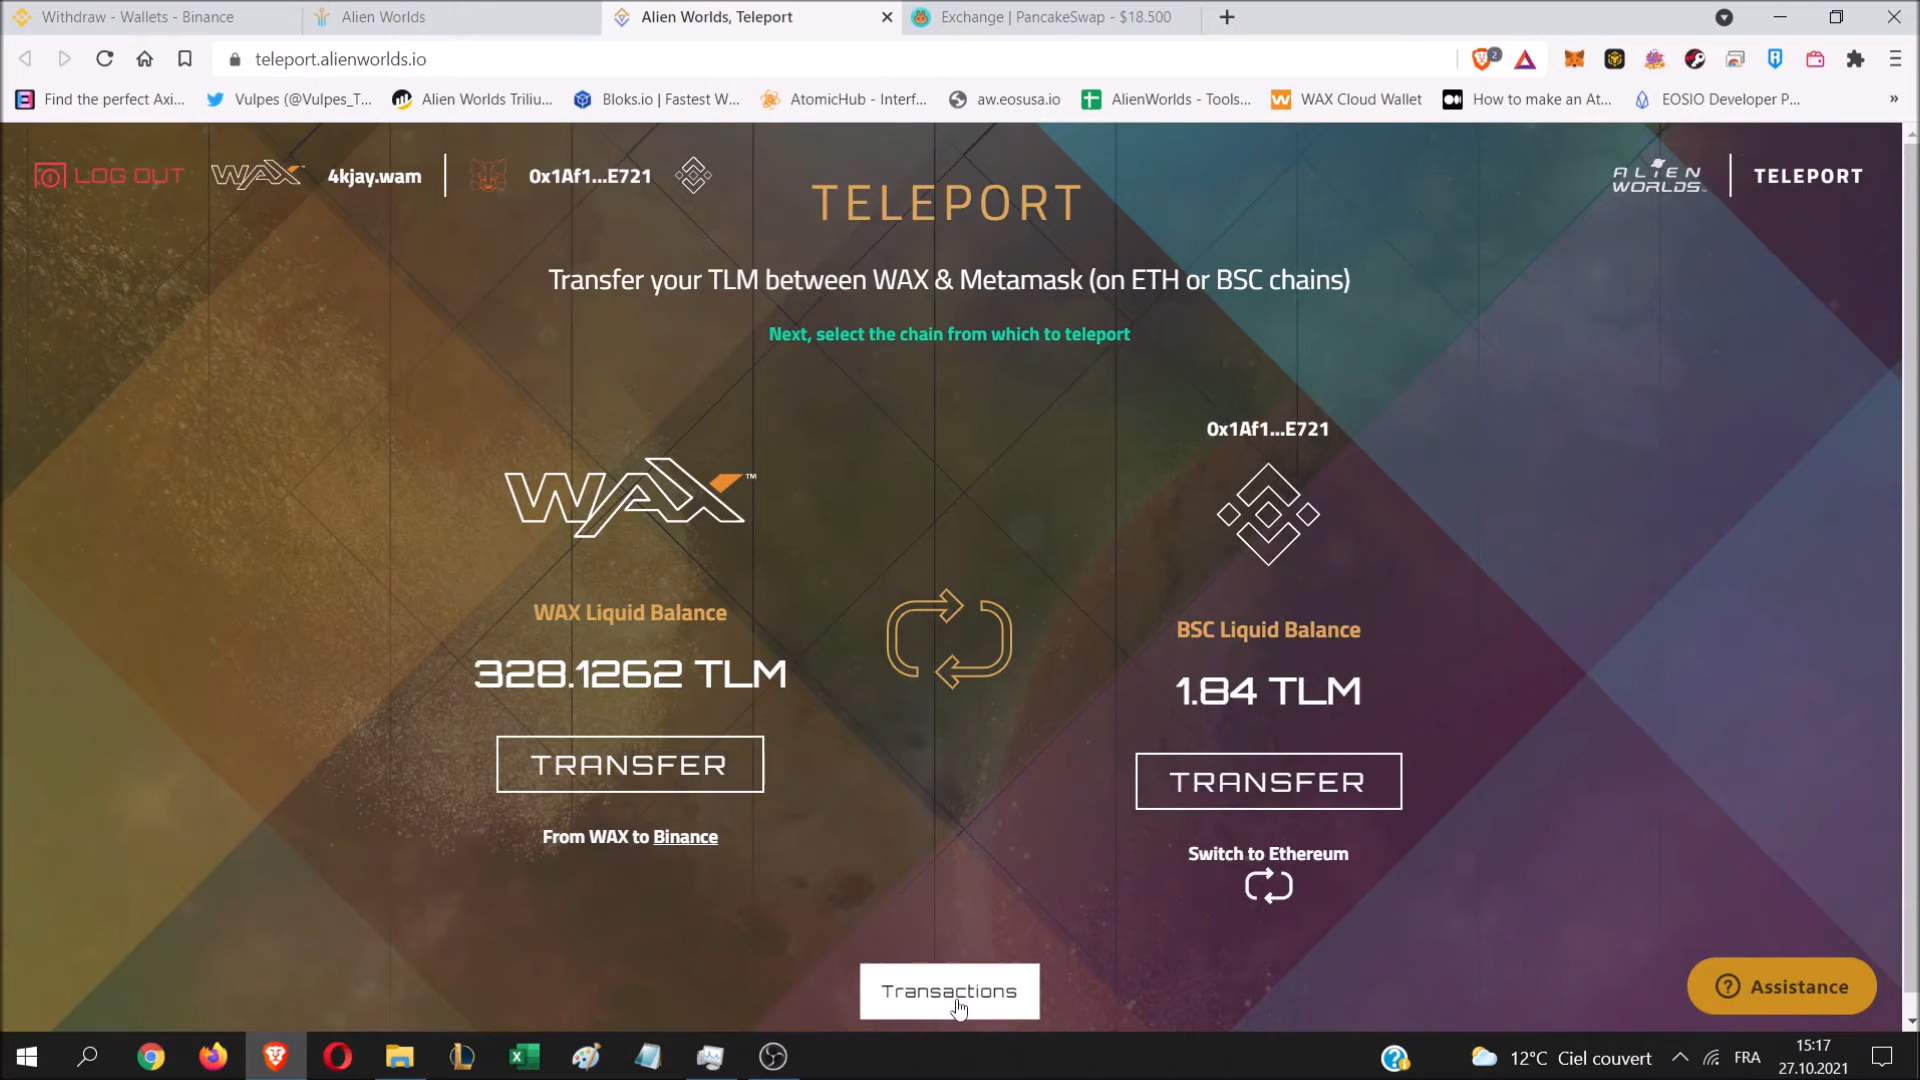 Withdraw - Wallets - Binance
Alien Worlds
Alien Worlds, Teleport
Exchange | PancakeSwap - $18.500
teleport.alienworlds.io
2
Find the perfect Axi...
Vulpes (@Vulpes_T...
Alien Worlds Triliu...
Bloks.io | Fastest W...
AtomicHub - Interf...
aw.eosusa.io
AlienWorlds - Tools...
WAX Cloud Wallet
How to make an At...
EOSIO Developer P...
»
LOG OUT
WAX
4kjay.wam
0x1Af1...E721
ALIEN WORLDS
TELEPORT
TELEPORT
Transfer your TLM between WAX & Metamask (on ETH or BSC chains)
Next, select the chain from which to teleport
0x1Af1...E721
WAX™
WAX Liquid Balance
BSC Liquid Balance
328.1262 TLM
1.84 TLM
TRANSFER
TRANSFER
From WAX to Binance
Switch to Ethereum
Transactions
Assistance
12°C Ciel couvert
FRA
15:17
27.10.2021